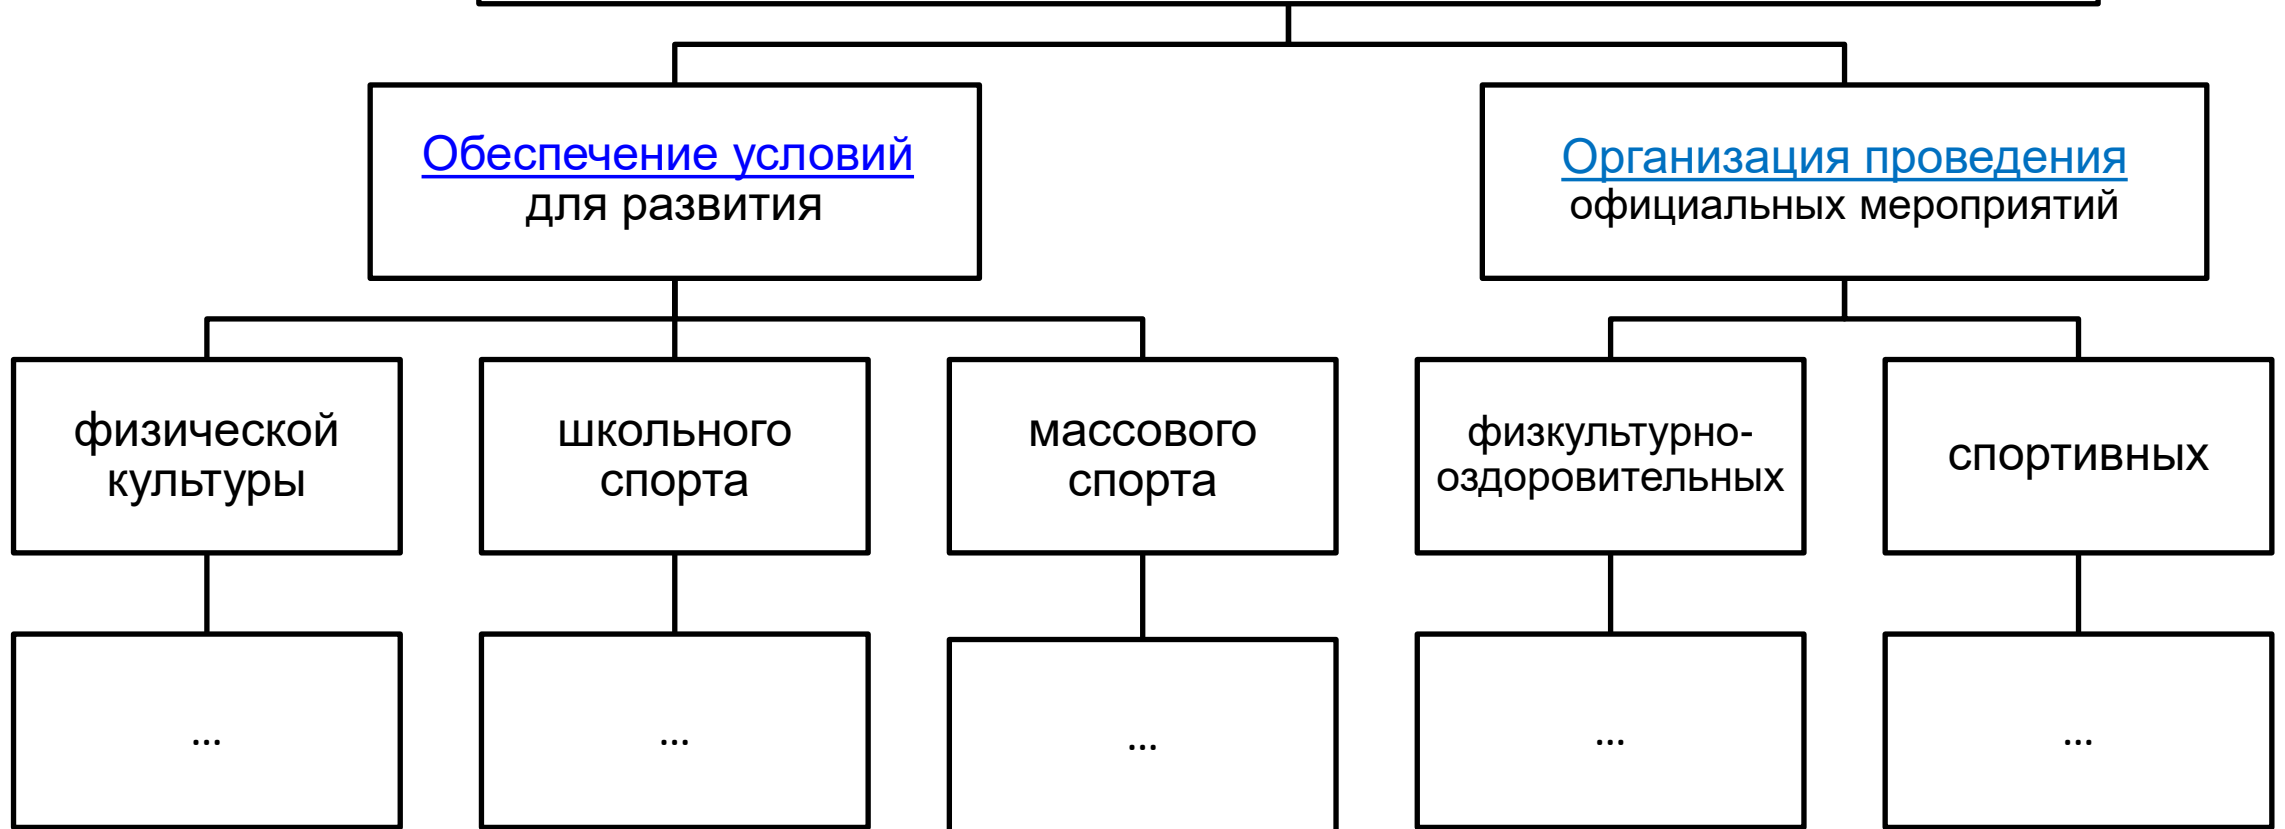 Обеспечение условий
для развития
Организация проведения
официальных мероприятий
физической
культуры
школьного
спорта
массового
спорта
физкультурно-
оздоровительных
спортивных
...
...
...
...
...